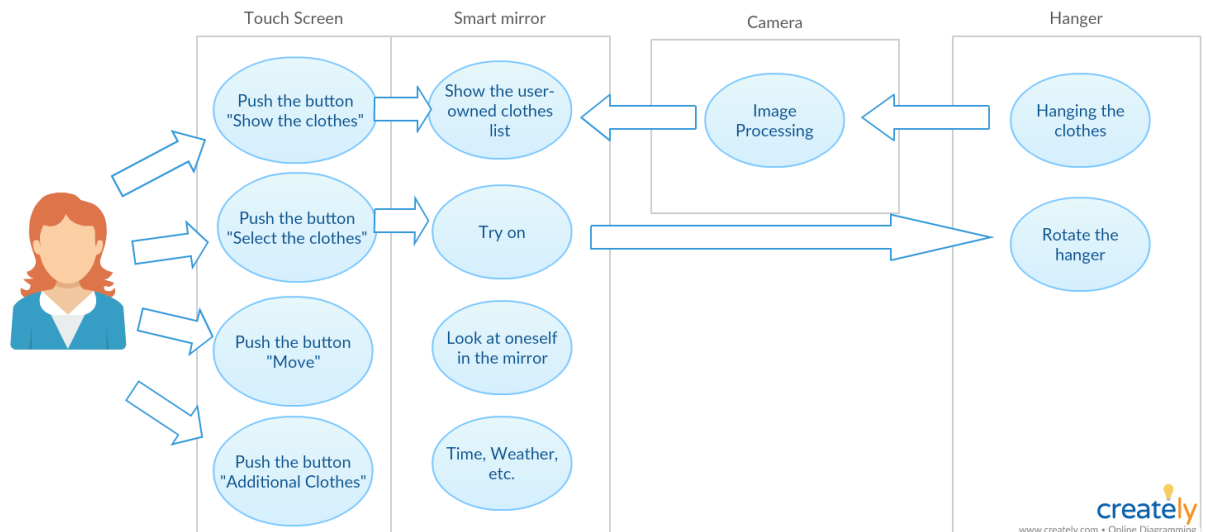 Touch Screen
Smart mirror
Camera
Hanger
Push the button
"Show the clothes"
Show the user-
owned clothes
list
Image
Processing
Hanging the
clothes
Push the button
"Select the clothes"
Try on
Rotate the
hanger
Push the button
"Move"
Look at oneself
in the mirror
Push the button
"Additional Clothes"
Time, Weather,
etc.
creately
www.creately.com • Online Diagramming